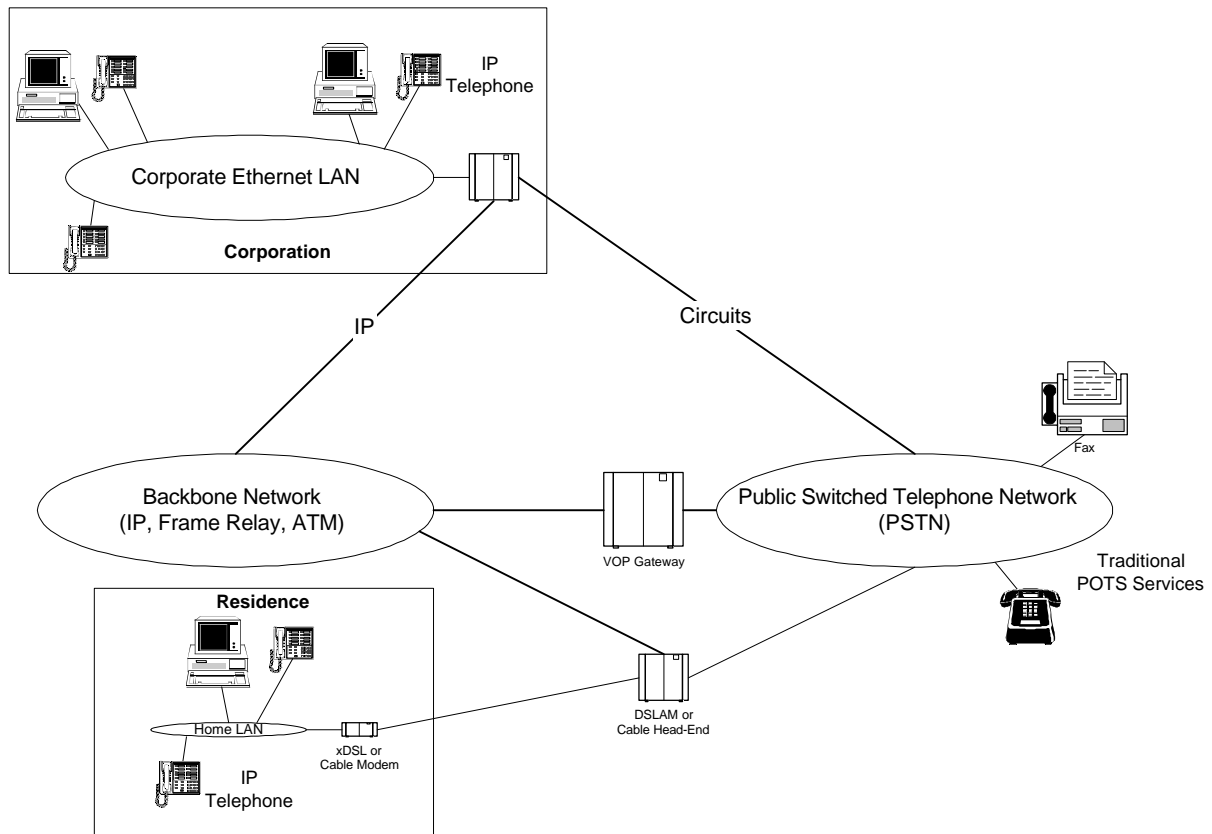 IP
Telephone
Corporate Ethernet LAN
Corporation
IP
Circuits
Fax
Backbone Network
(IP, Frame Relay, ATM)
VOP Gateway
Public Switched Telephone Network
(PSTN)
Traditional
POTS Services
Residence
Home LAN
xDSL or
Cable Modem
IP
Telephone
DSLAM or
Cable Head-End